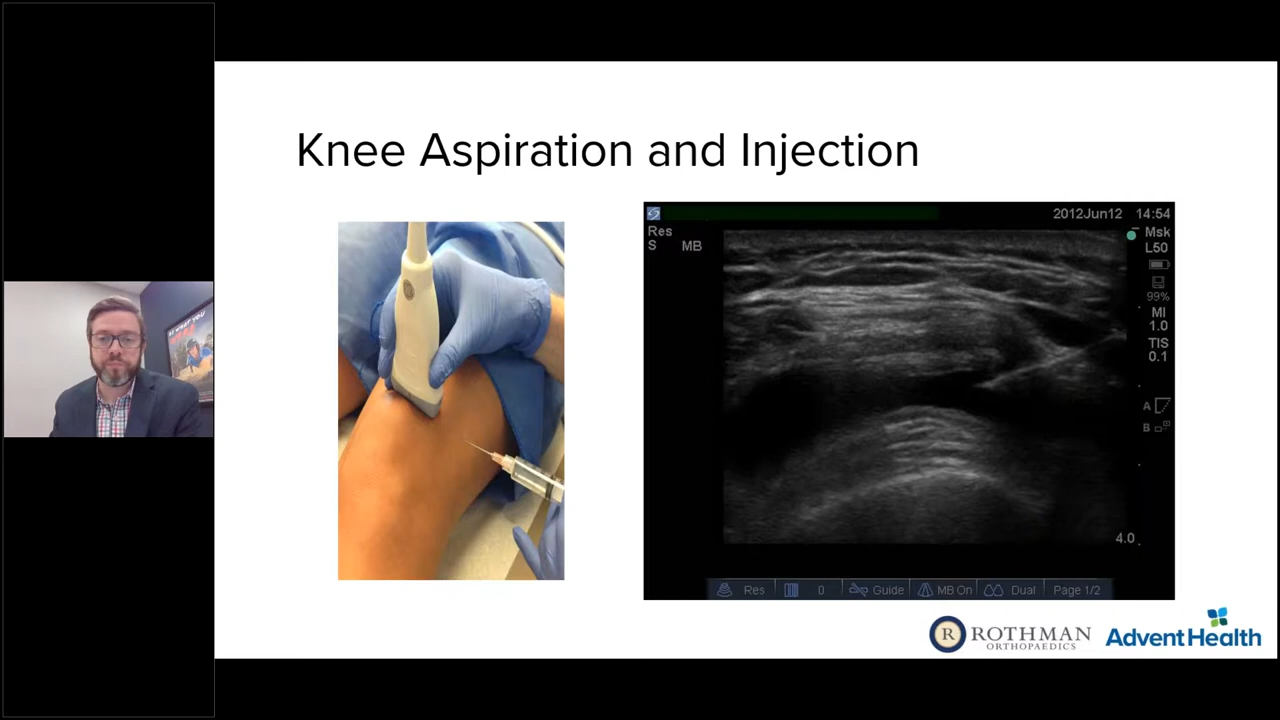 Knee Aspiration and Injection
2012Jun12 14:54
Res
S MB
Msk
L50
99%
MI
1.0
TIS
0.1
A
B
4.0
Res 0 Guide MB On Dual Page 1/2
R ROTHMAN
ORTHOPAEDICS
AdventHealth